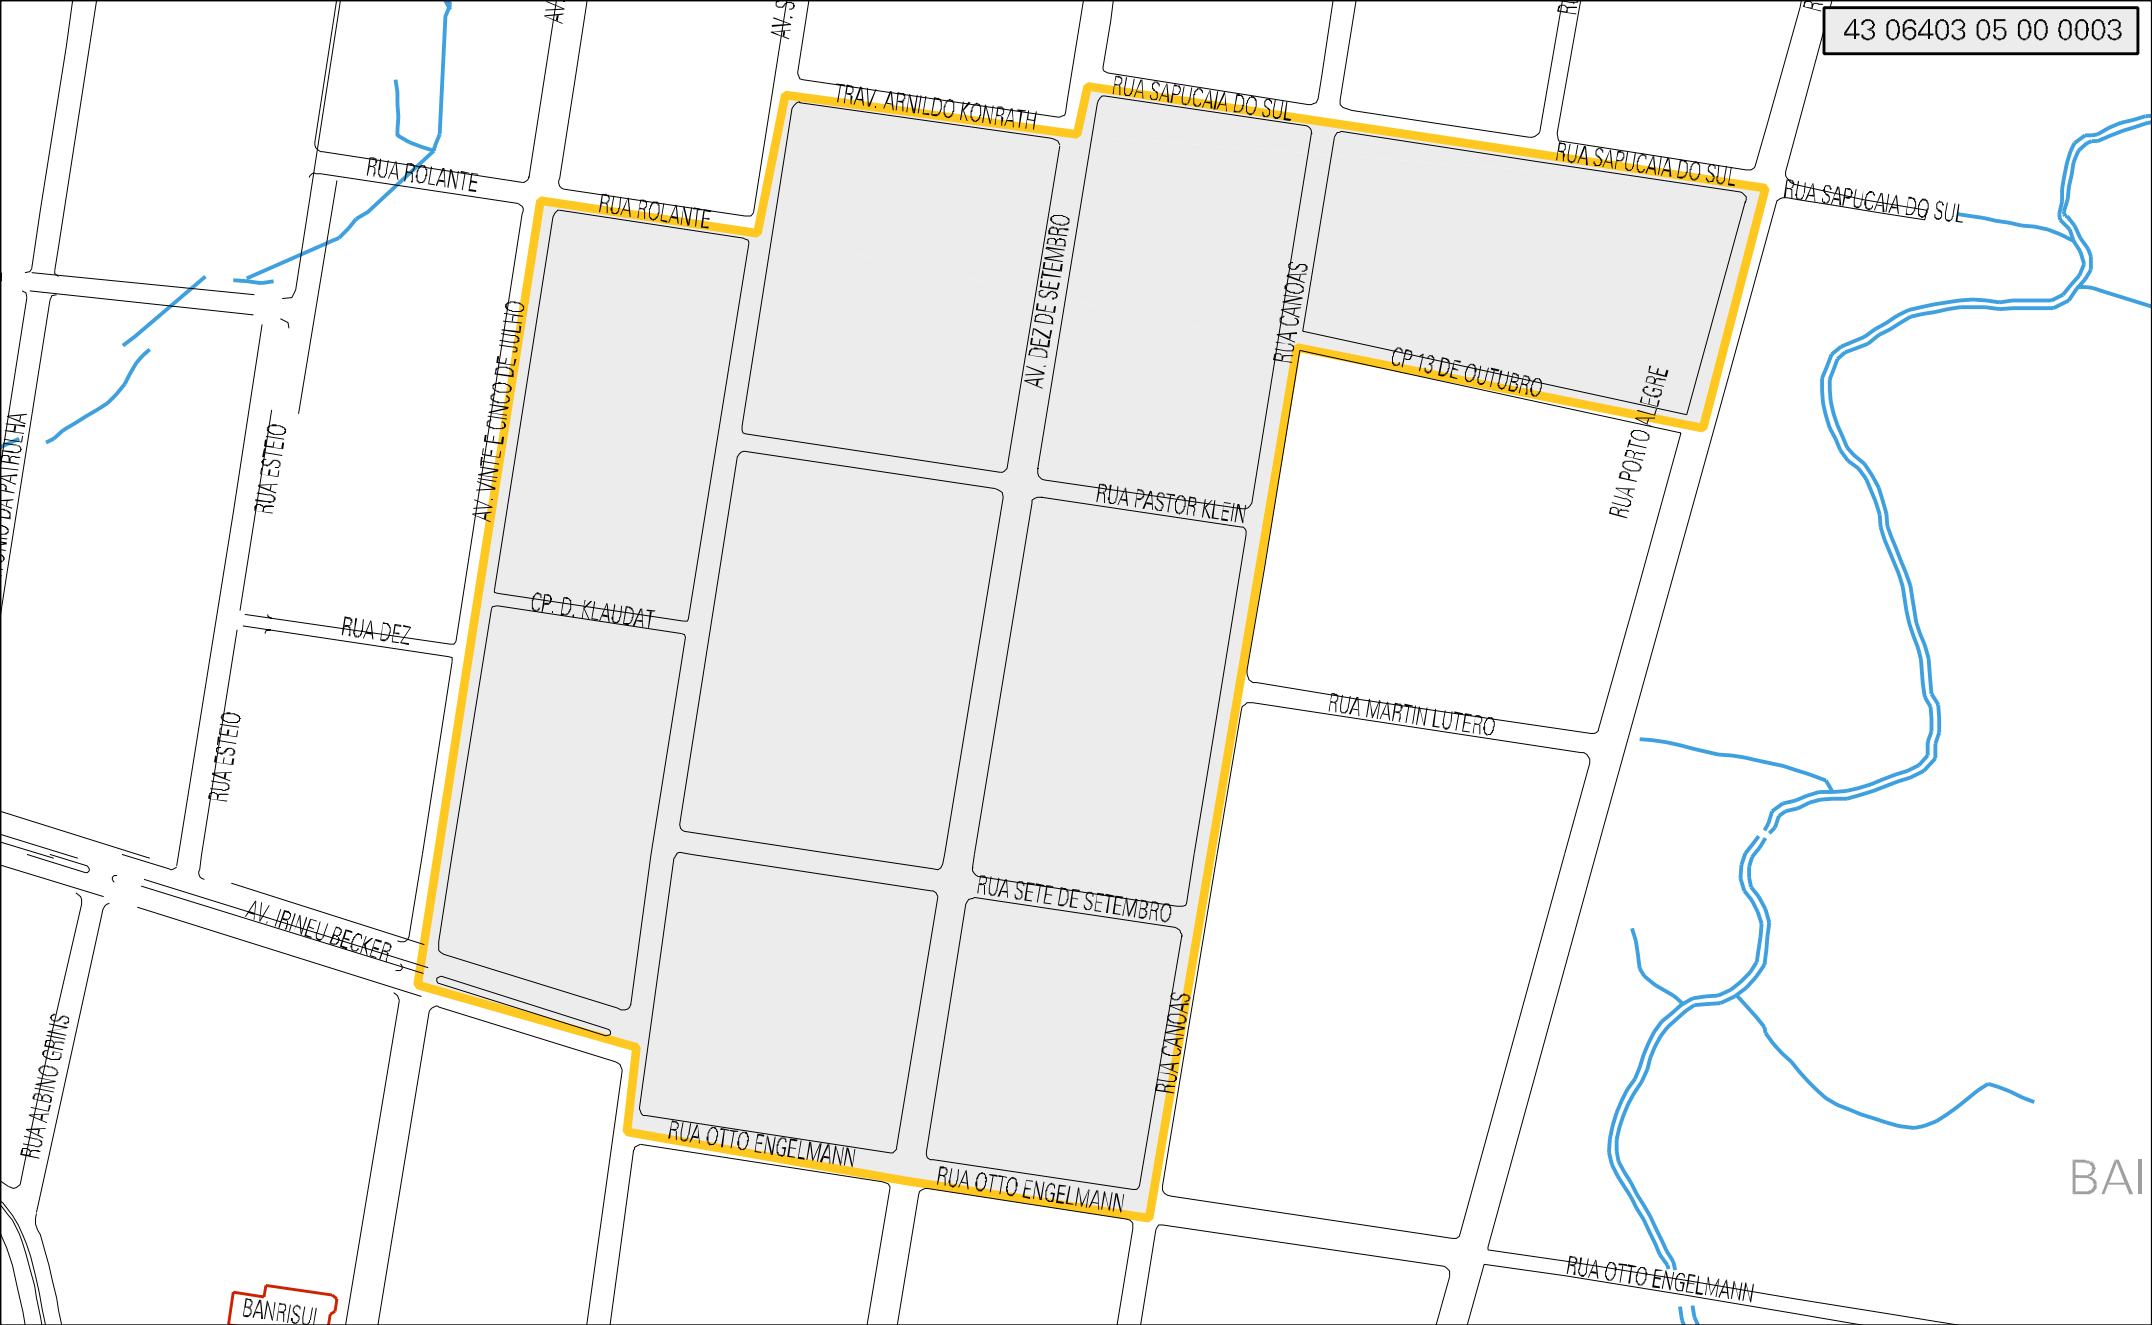 43 06403 05 00 0003
TRAV. ARNILDO KONRATH
RUA SAPUCAIA DO SUL
RUA SAPUCAIA DO SUL
RUA SAPUCAIA DO SUL
RUA ROLANTE
RUA ROLANTE
AV. DEZ DE SETEMBRO
RUA CANOAS
AV. VINTE E CINCO DE JULHO
CP 13 DE OUTUBRO
RUA PORTO ALEGRE
RUA ESTEIO
DA PATRULHA
RUA PASTOR KLEIN
CP. D. KLAUDAT
RUA DEZ
RUA MARTIN LUTERO
RUA ESTEIO
RUA SETE DE SETEMBRO
AV. IRINEU BECKER
RUA CANOAS
RUA ALBINO GRINS
RUA OTTO ENGELMANN
RUA OTTO ENGELMANN
BAI
RUA OTTO ENGELMANN
BANRISUL